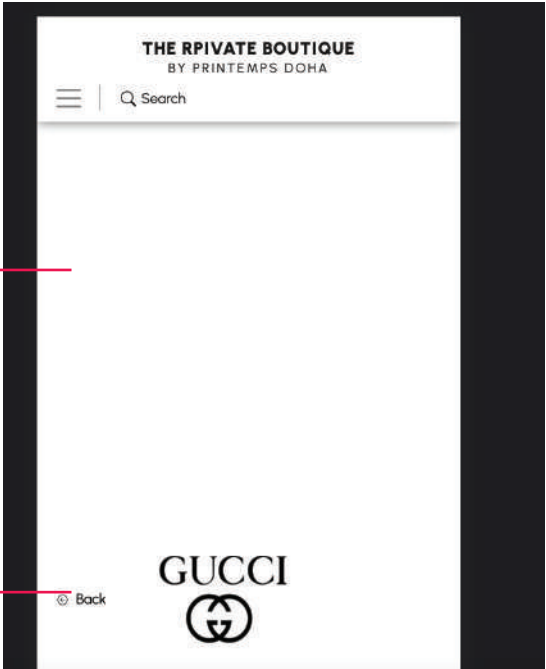 THE RPIVATE BOUTIQUE
BY PRINTEMPS DOHA
Search
GUCCI
Back